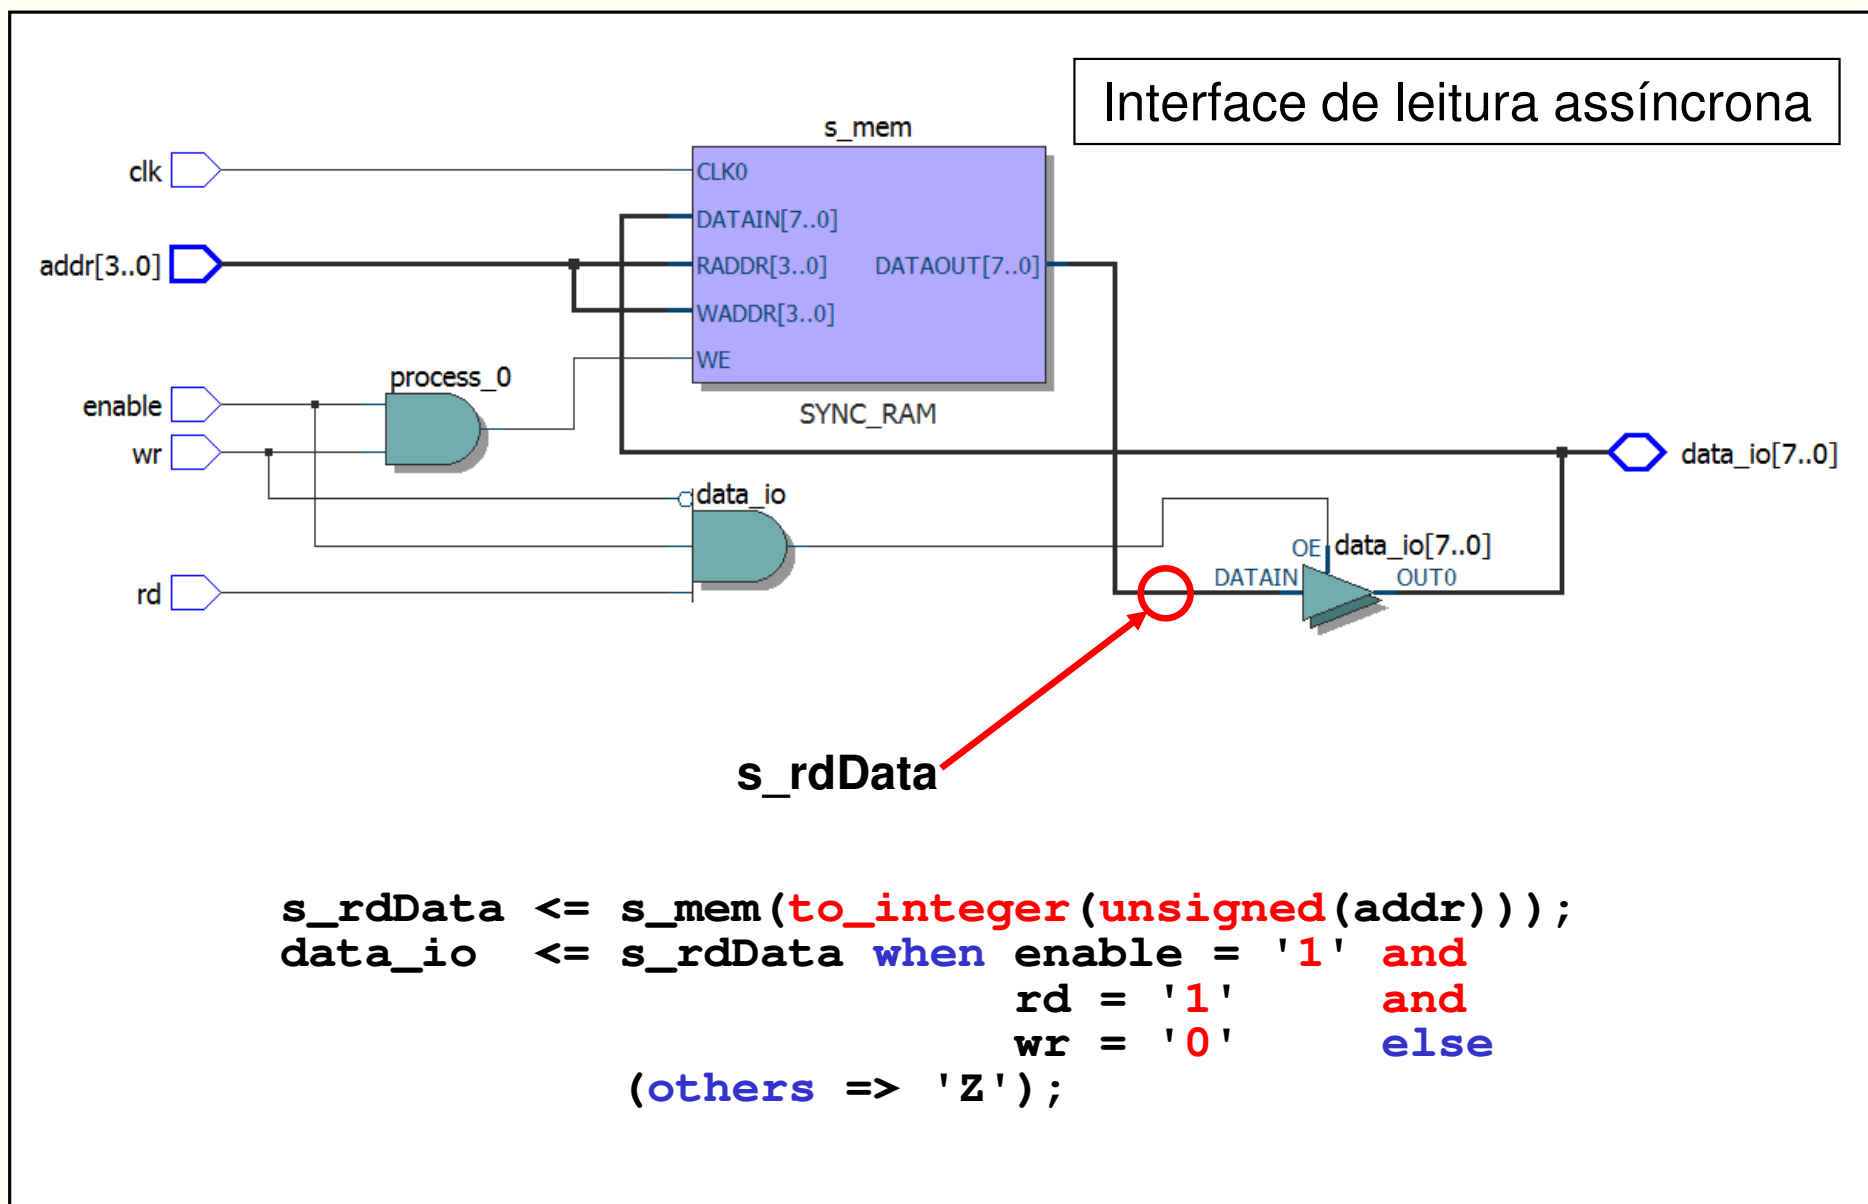 Interface de leitura assíncrona
s_mem
clk
CLK0
DATAIN[7..0]
addr[3..0]
RADDR[3..0] DATAOUT[7..0]
WADDR[3..0]
WE
process_0
enable
SYNC_RAM
wr
data_io[7..0]
data_io
OE data_io[7..0]
DATAIN OUT0
rd
s_rdData
s_rdData <= s_mem(to_integer(unsigned(addr)));
data_io <= s_rdData when enable = '1' and
rd = '1' and
wr = '0' else
(others => 'Z');